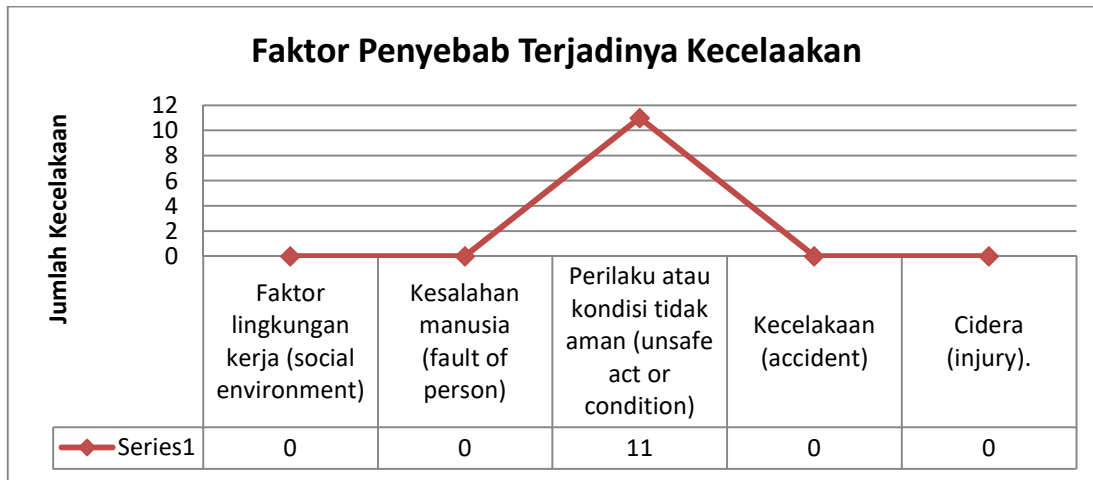 Faktor Penyebab Terjadinya Kecelaakan
Jumlah Kecelakaan
12
10
8
6
4
2
0
Faktor
lingkungan
kerja (social
environment)
Kesalahan
manusia
(fault of
person)
Perilaku atau
kondisi tidak
aman (unsafe
act or
condition)
Kecelakaan
(accident)
Cidera
(injury).
Series1 0 0 11 0 0